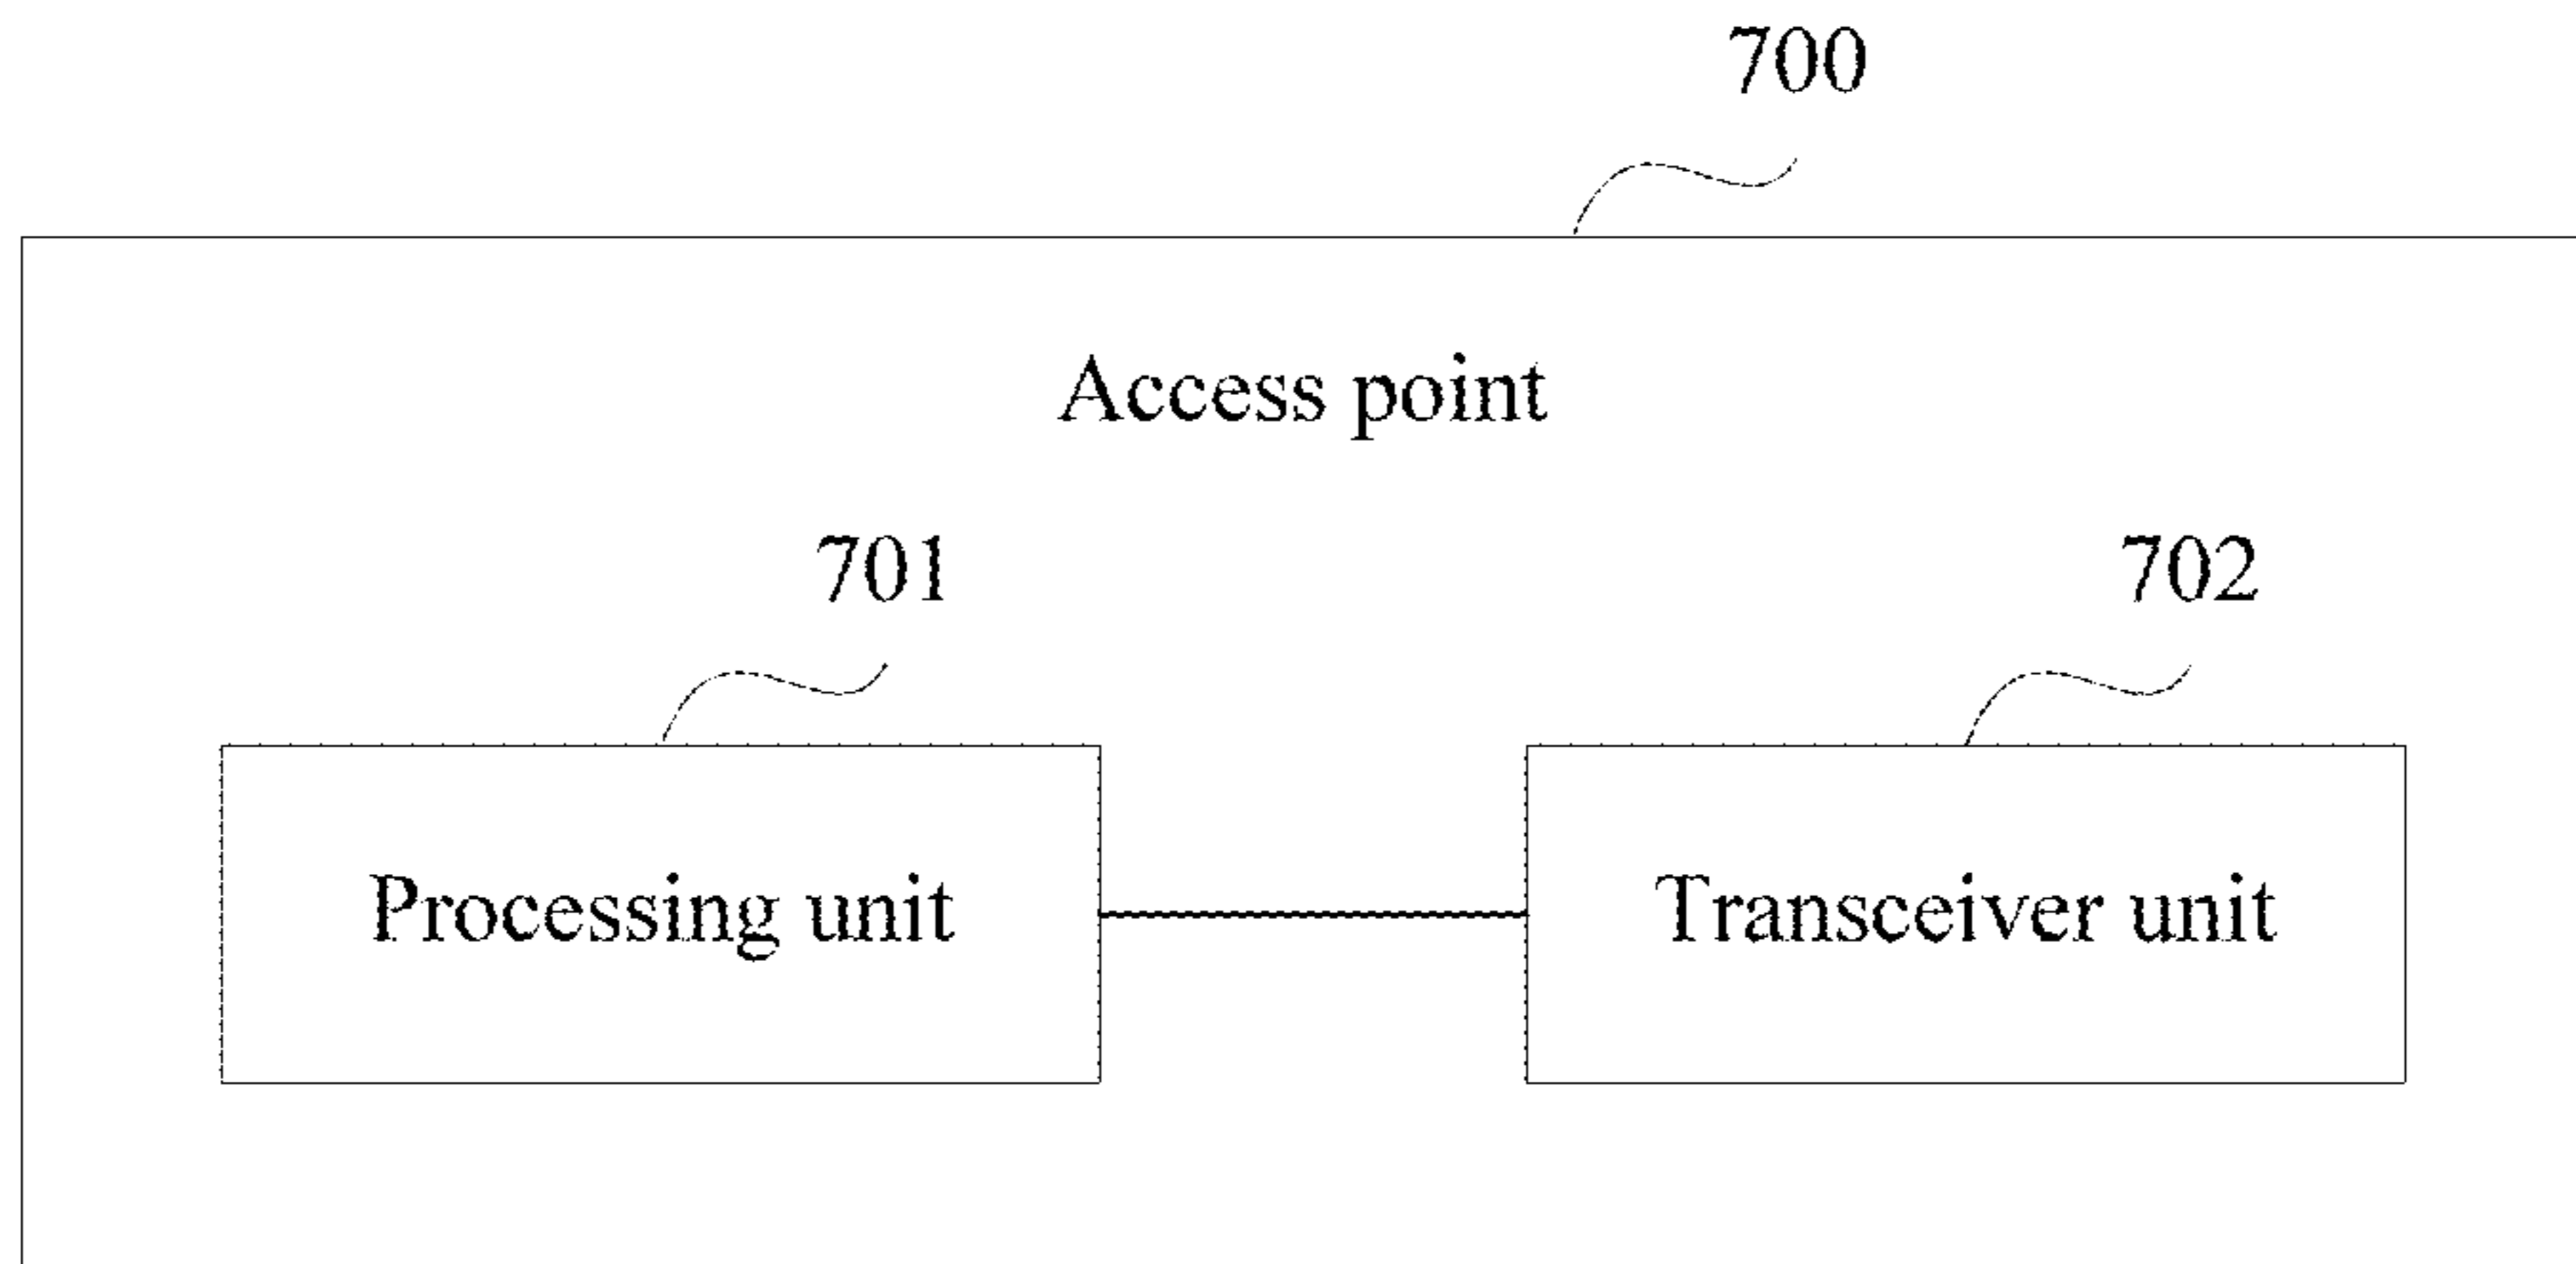 700
Access point
701
702
Processing unit
Transceiver unit